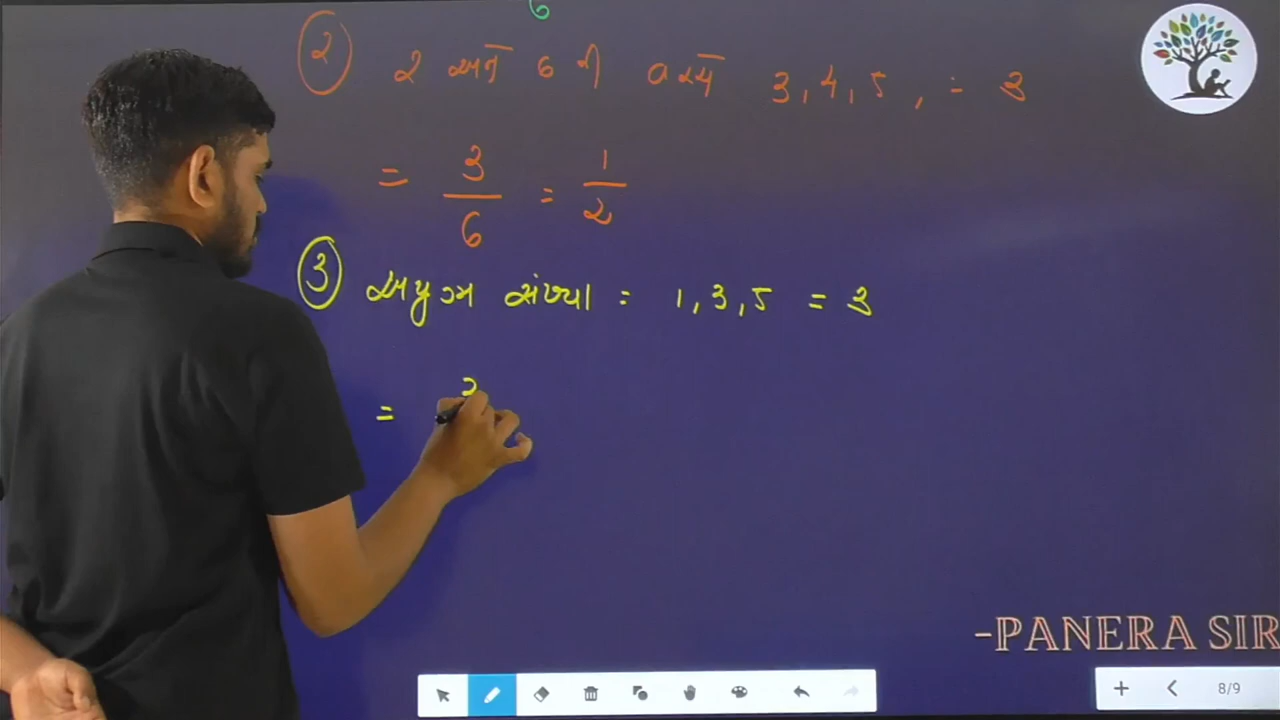 6
2 2 અને 6 ની વચ્ચે 3,4,5, = 3
= 3/6 = 1/2
3 અયુગ્મ સંખ્યા : 1,3,5 = 3
=
-PANERA SIR
8/9